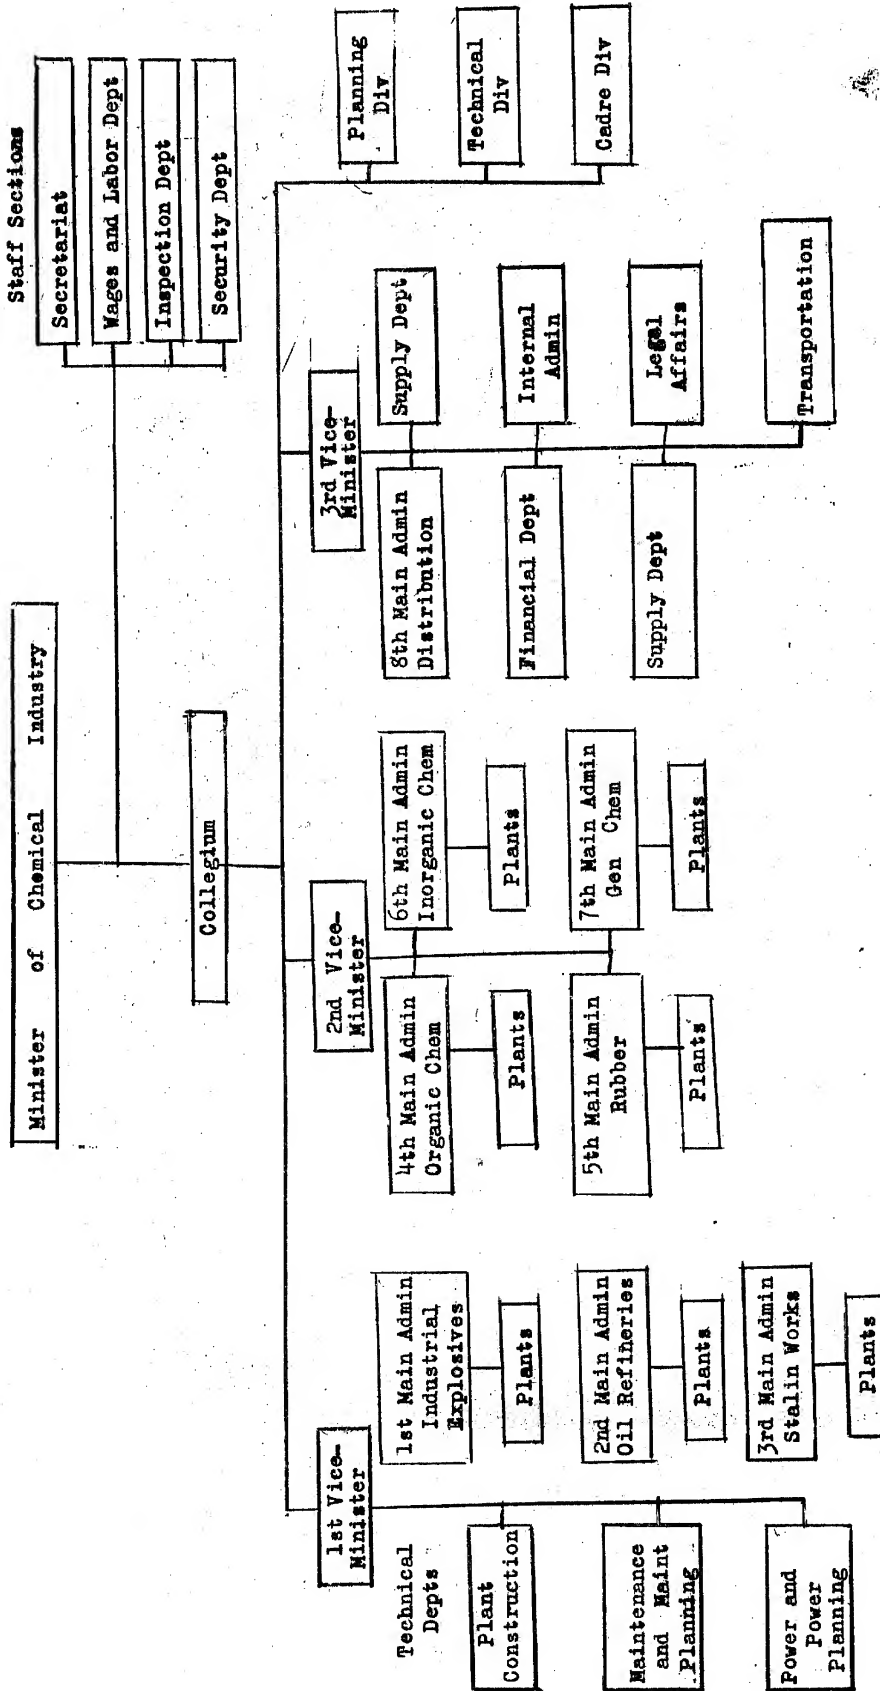 Minister of Chemical Industry
Staff Sections
Secretariat
Wages and Labor Dept
Inspection Dept
Security Dept
Collegium
1st Vice-
Minister
2nd Vice-
Minister
3rd Vice-
Minister
Planning
Div
Technical
Div
Cadre Div
Technical
Depts
Plant
Construction
Maintenance
and Maint
Planning
Power and
Power
Planning
1st Main Admin
Industrial
Explosives
Plants
2nd Main Admin
Oil Refineries
Plants
3rd Main Admin
Stalin Works
Plants
4th Main Admin
Organic Chem
Plants
5th Main Admin
Rubber
Plants
6th Main Admin
Inorganic Chem
Plants
7th Main Admin
Gen Chem
Plants
8th Main Admin
Distribution
Supply Dept
Financial Dept
Internal
Admin
Supply Dept
Legal
Affairs
Transportation